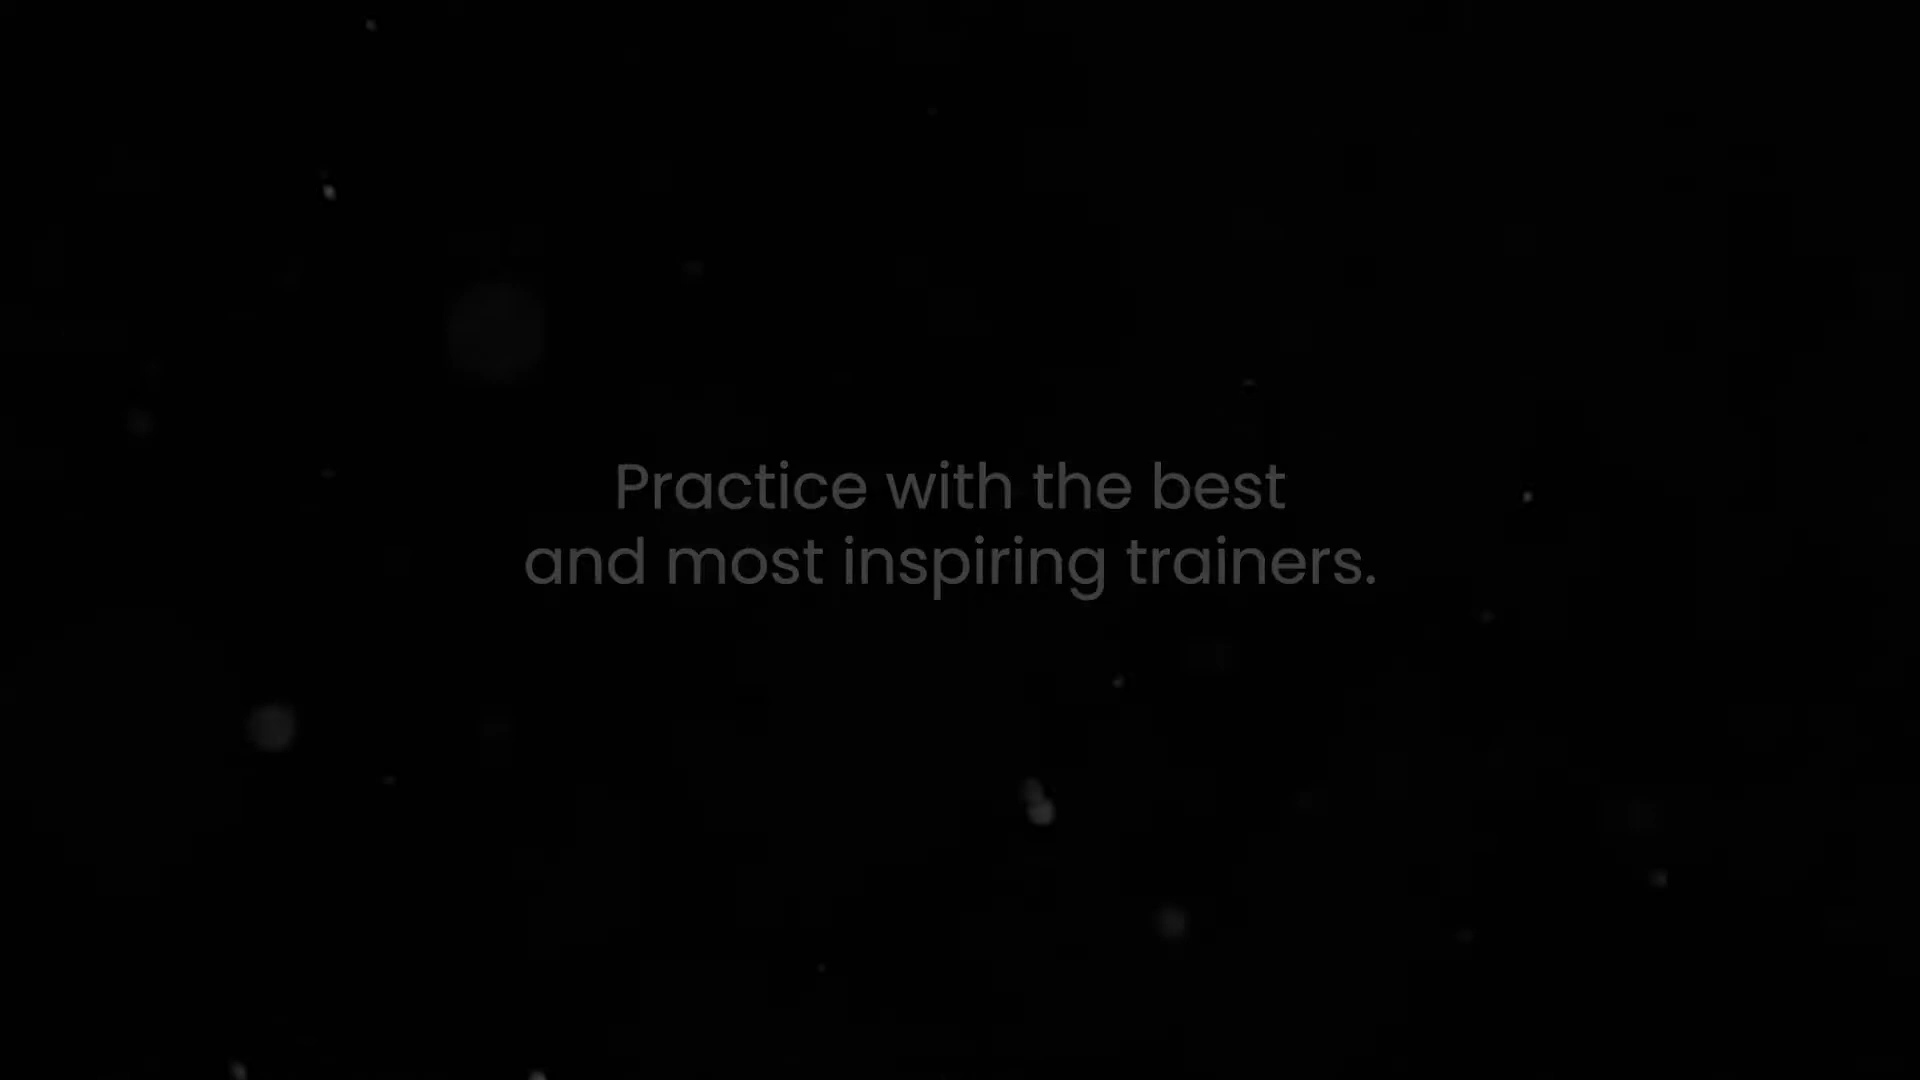 Practice with the best
and most inspiring trainers.